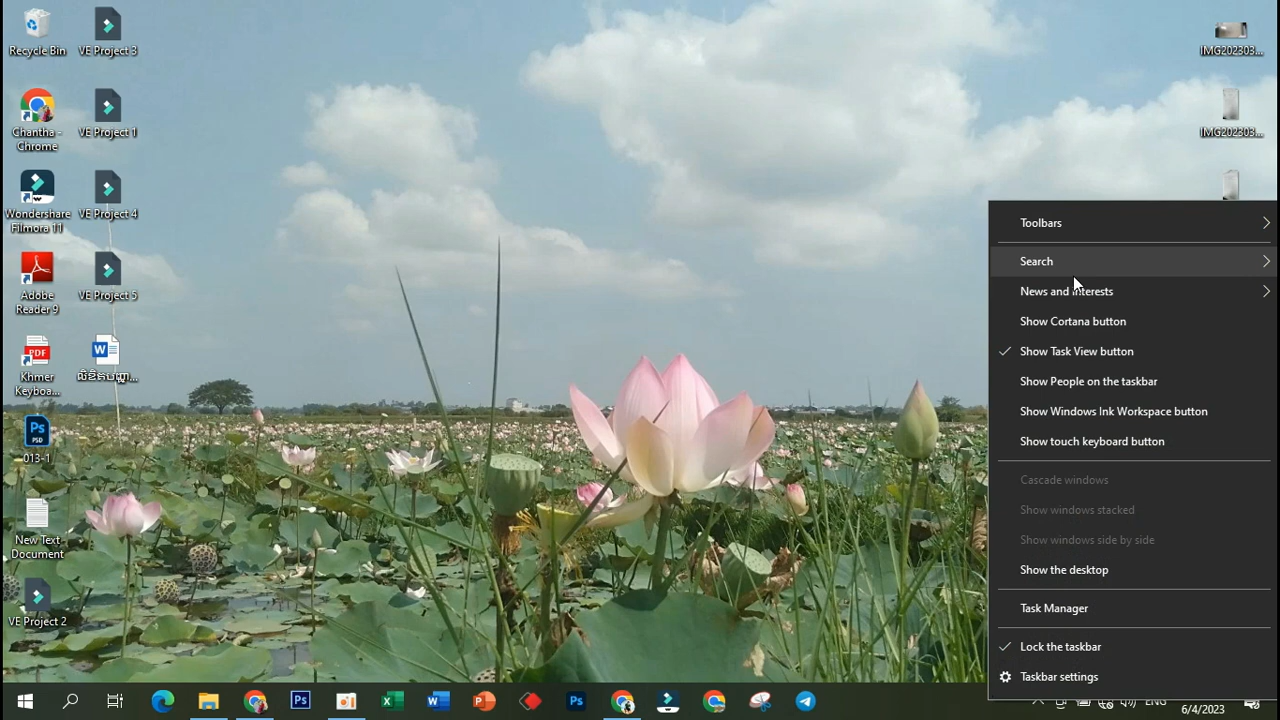 Recycle Bin
VE Project 3
Chantha -
Chrome
VE Project 1
Wondershare
Filmora 11
VE Project 4
Adobe
Reader 9
VE Project 5
Khmer
Keyboa...
013-1
New Text
Document
VE Project 2
IMG202303...
IMG202303...
Toolbars
Search
News and interests
Show Cortana button
Show Task View button
Show People on the taskbar
Show Windows Ink Workspace button
Show touch keyboard button
Cascade windows
Show windows stacked
Show windows side by side
Show the desktop
Task Manager
Lock the taskbar
Taskbar settings
ENG
6/4/2023